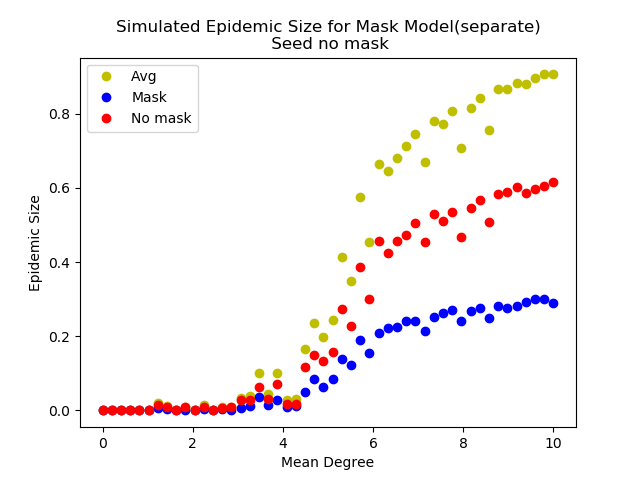 Simulated Epidemic Size for Mask Model(separate)
Seed no mask
Avg
Mask
No mask
Epidemic Size
0.8
0.6
0.4
0.2
0.0
0 2 4 6 8 10
Mean Degree